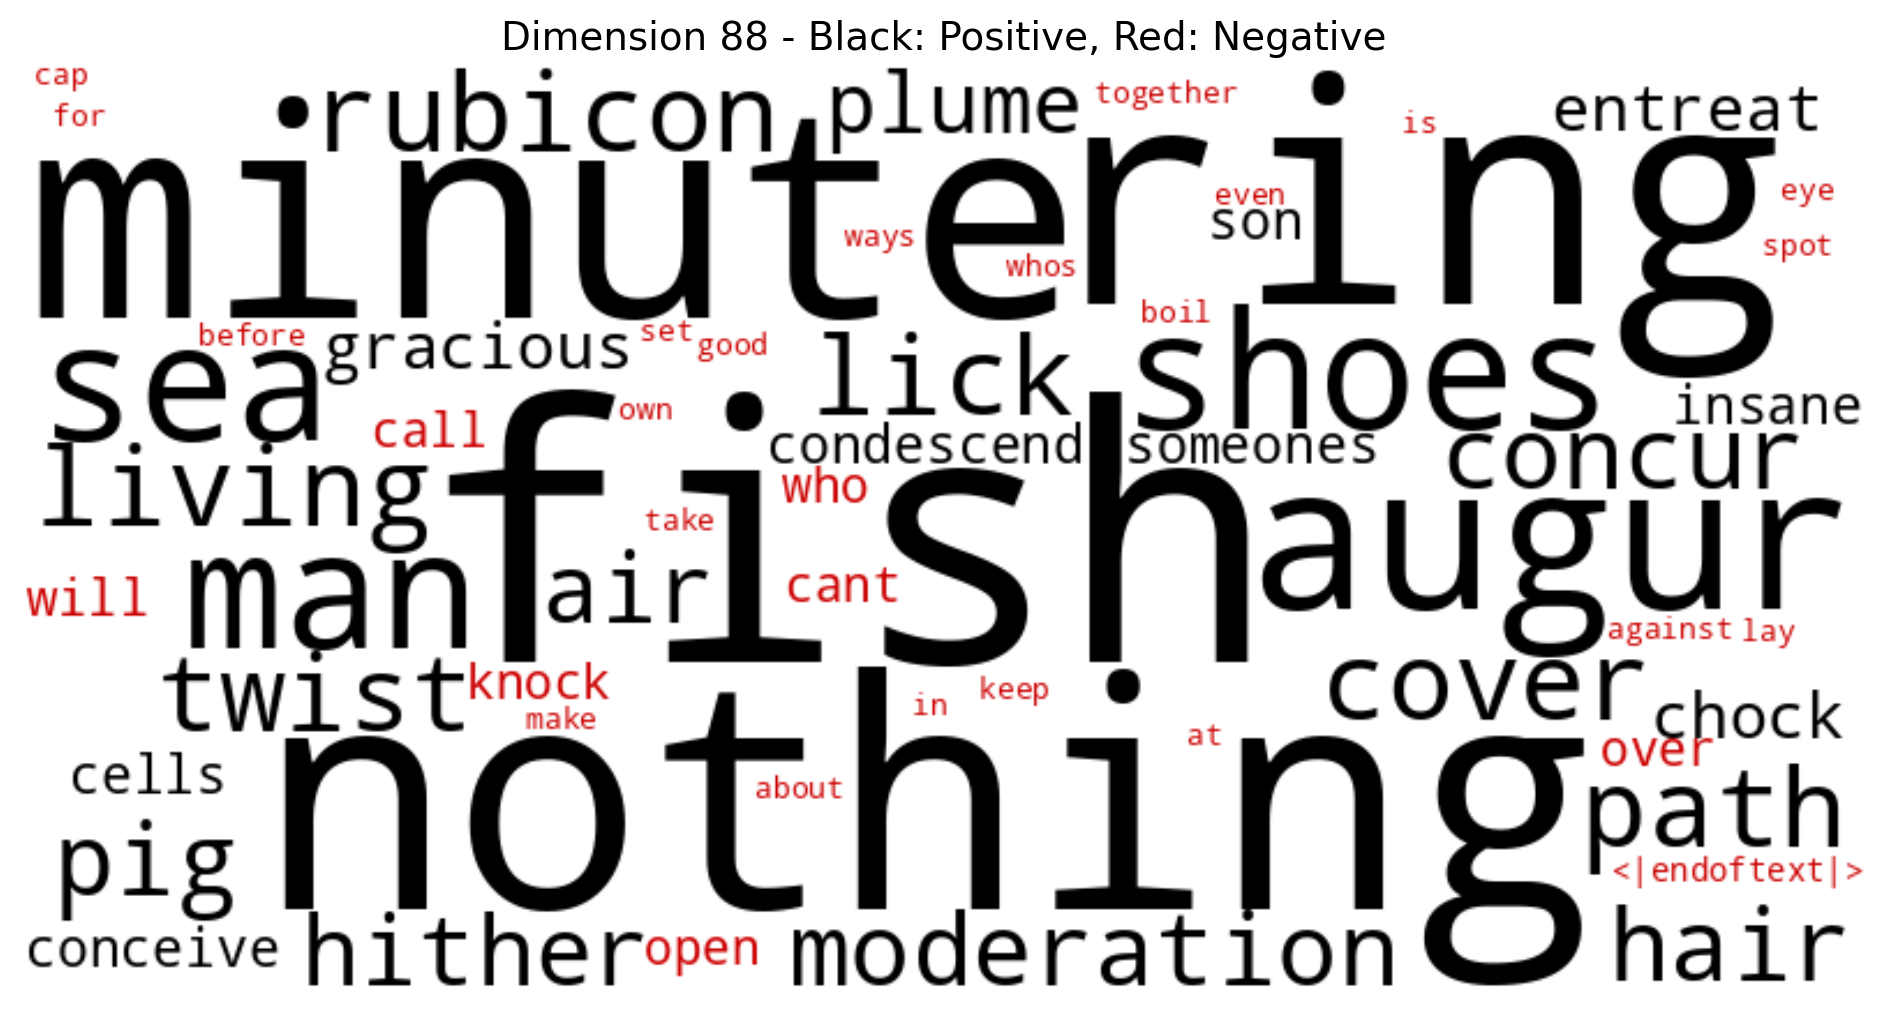 Dimension 88 - Black: Positive, Red: Negative
cap
for
rubicon
plume
together
is
entreat
minute
ring
even
son
eye
spot
ways
whos
before
gracious
set
good
boil
sea
lick
shoes
insane
own
call
condescend
someones
concur
living
fish
who
take
augur
will
man
air
cant
against
lay
twist
knock
make
in
keep
cover
chock
at
over
cells
nothing
about
path
pig
<|endoftext|>
conceive
hither
open
moderation
hair